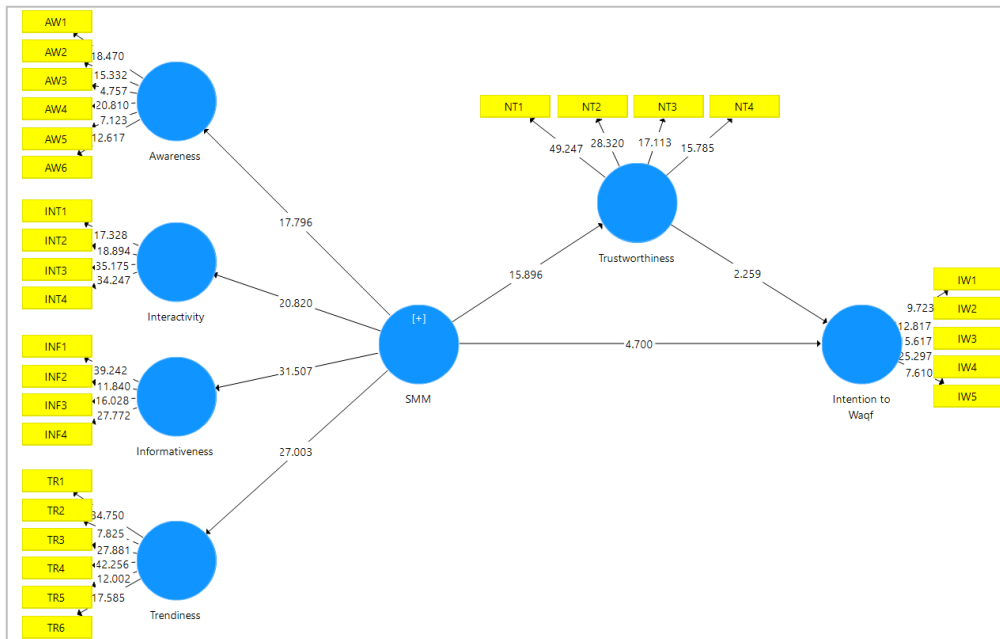 AW1
AW2
AW3
AW4
AW5
AW6
18.470
15.332
4.757
20.810
7.123
12.617
Awareness
INT1
INT2
INT3
INT4
17.328
18.894
35.175
34.247
Interactivity
INF1
INF2
INF3
INF4
39.242
11.840
16.028
27.772
Informativeness
TR1
TR2
TR3
TR4
TR5
TR6
34.750
7.825
27.881
42.256
12.002
17.585
Trendiness
17.796
20.820
31.507
27.003
[+]
SMM
15.896
4.700
NT1
NT2
NT3
NT4
49.247
28.320
17.113
15.785
Trustworthiness
2.259
Intention to
Waqf
9.723
12.817
5.617
25.297
7.610
IW1
IW2
IW3
IW4
IW5